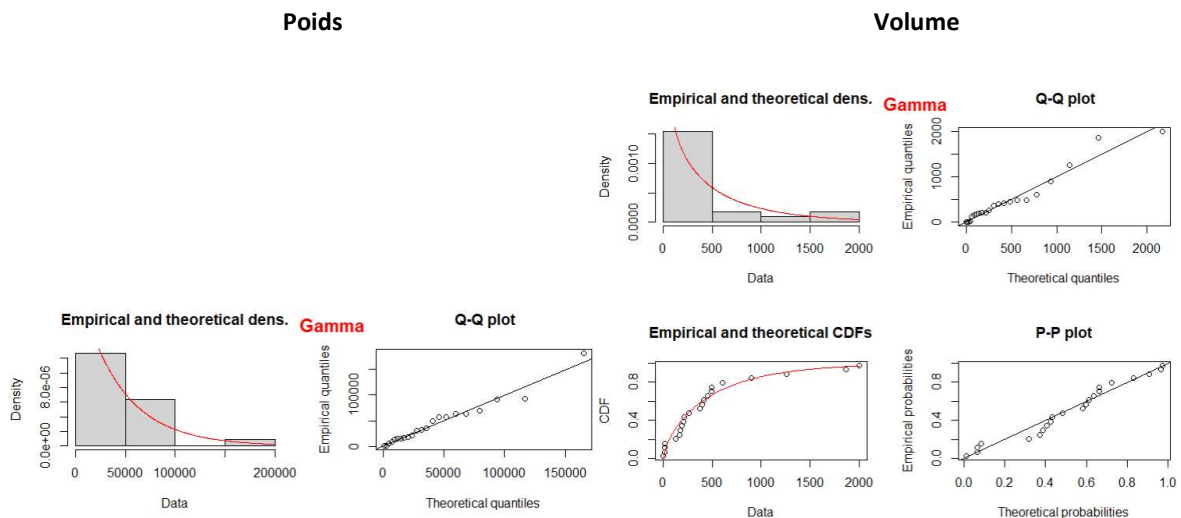 Poids
Volume
Empirical and theoretical dens.
Gamma
Q-Q plot
Density
0.0000 0.0010
0 500 1000 1500 2000
Data
Empirical quantiles
0 1000 2000
0 500 1000 1500 2000
Theoretical quantiles
Empirical and theoretical dens.
Gamma
Q-Q plot
Density
0.0e+00 8.0e-06
0 50000 100000 200000
Data
Empirical quantiles
0 100000
0 50000 100000 150000
Theoretical quantiles
Empirical and theoretical CDFs
P-P plot
CDF
0.0 0.4 0.8
0 500 1000 1500 2000
Data
Empirical probabilities
0.0 0.4 0.8
0.0 0.2 0.4 0.6 0.8 1.0
Theoretical probabilities